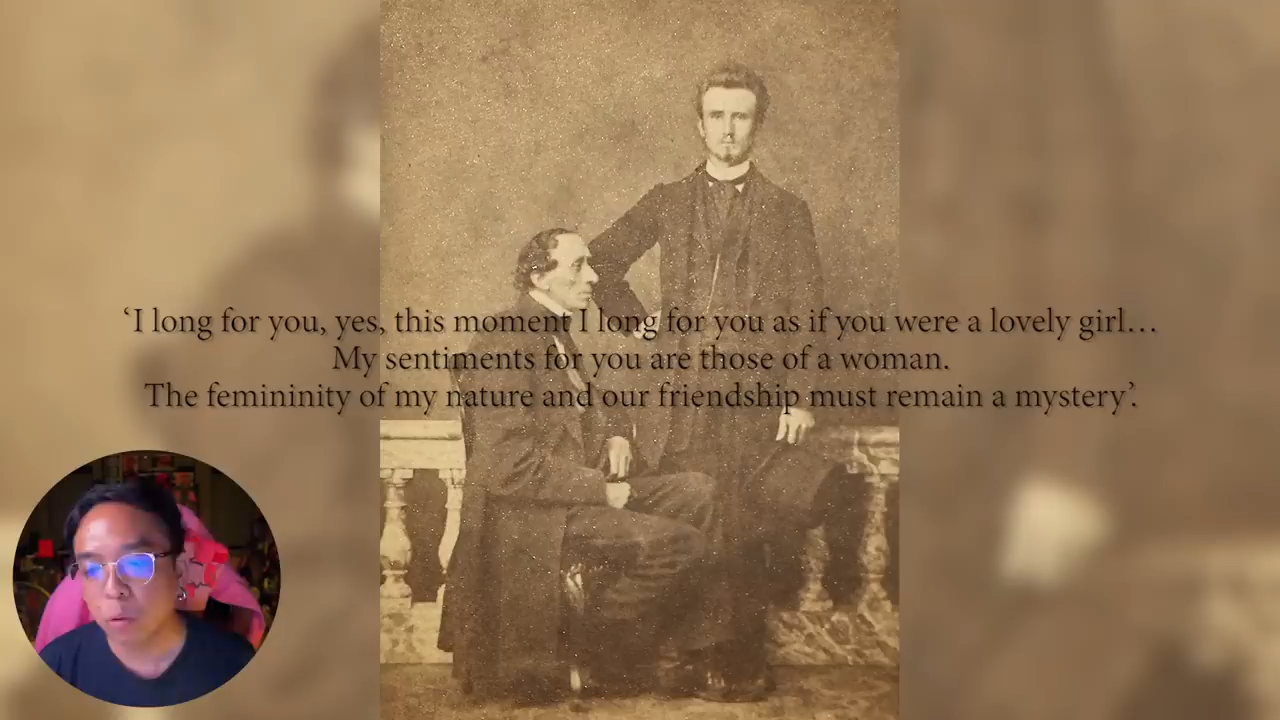 ‘I long for you, yes, this moment I long for you as if you were a lovely girl…
My sentiments for you are those of a woman.
The femininity of my nature and our friendship must remain a mystery’.